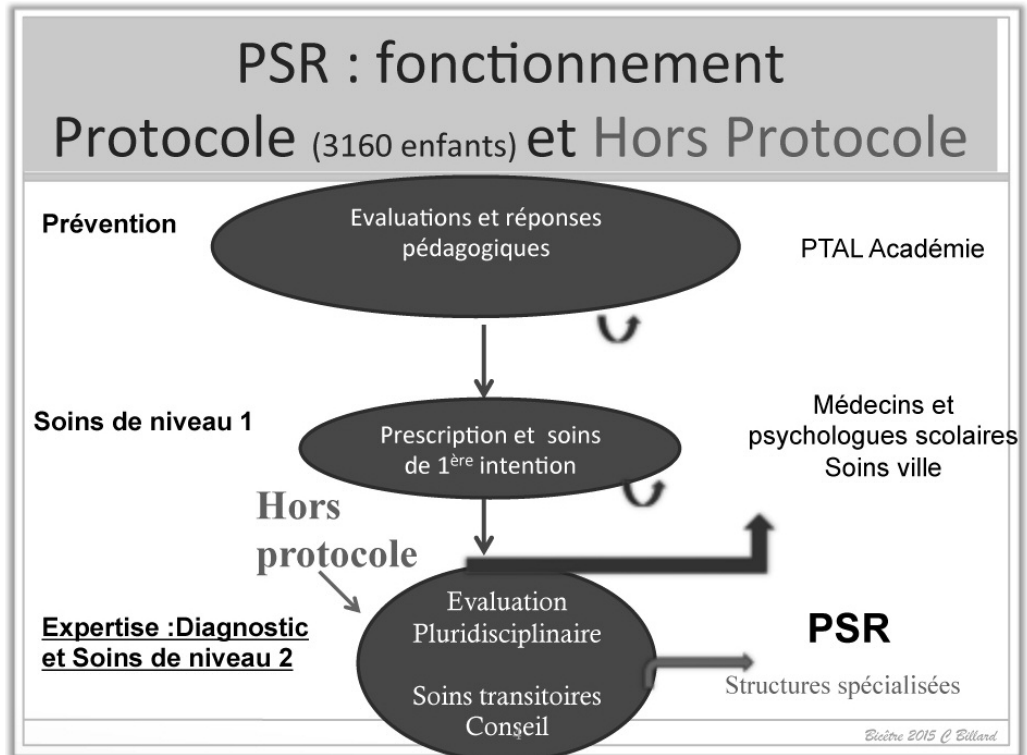 PSR : fonctionnement
Protocole (3160 enfants) et Hors Protocole
Prévention
Evaluations et réponses
pédagogiques
PTAL Académie
Soins de niveau 1
Prescription et soins
de 1ère intention
Médecins et
psychologues scolaires
Soins ville
Hors
protocole
Expertise :Diagnostic
et Soins de niveau 2
Evaluation
Pluridisciplinaire
Soins transitoires
Conseil
PSR
Structures spécialisées
Bicêtre 2015 C Billard